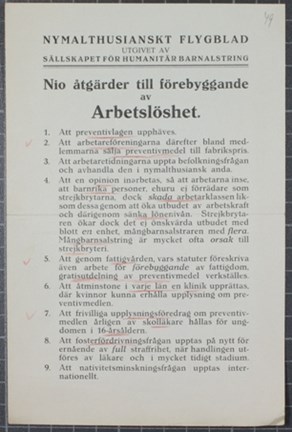 NYMALTHUSIANSKT FLYGBLAD
UTGIVET AV
SÄLLSKAPET FÖR HUMANITÄR BARNALSTRING
Nio åtgärder till förebyggande
av
Arbetslöshet.
1. Att preventivlagen upphäves.
2. Att arbetareföreningarna därefter bland med-
lemmarna sälja preventivmedel till fabrikspris.
3. Att arbetaretidningarna uppta befolkningsfrågan
och avhandla den i nymalthusiansk anda.
4. Att en opinion inarbetas, så att arbetarna inse,
att barnrika personer, churu ej förrädare som
strejkbrytarna, dock skada arbetarklassen lik-
som dessa genom att öka utbudet av arbetskraft
och därigenom sänka lönenivån. Strejkbryta-
ren ökar dock det ej önskvärda utbudet med
blott en enhet, mångbarnalstraren med flera.
Mångbarnsalstring är mycket ofta orsak till
strejkbryteri.
5. Att genom fattigvården, vars statuter föreskriva
även arbete för förebyggande av fattigdom,
gratisutdelning av preventivmedel verkställes.
6. Att åtminstone i varje län en klinik upprättas,
där kvinnor kunna erhålla upplysning om pre-
ventivmedlen.
7. Att frivilliga upplysningsföredrag om preventiv-
medlen årligen av skolläkare hållas för ung-
domen i 16-årsåldern.
8. Att fosterfördrivningsfrågan upptas på nytt för
ernående av full straffrihet, när handlingen ut-
föres av läkare och i mycket tidigt stadium.
9. Att nativitetsminskningsfrågan upptas inter-
nationellt.